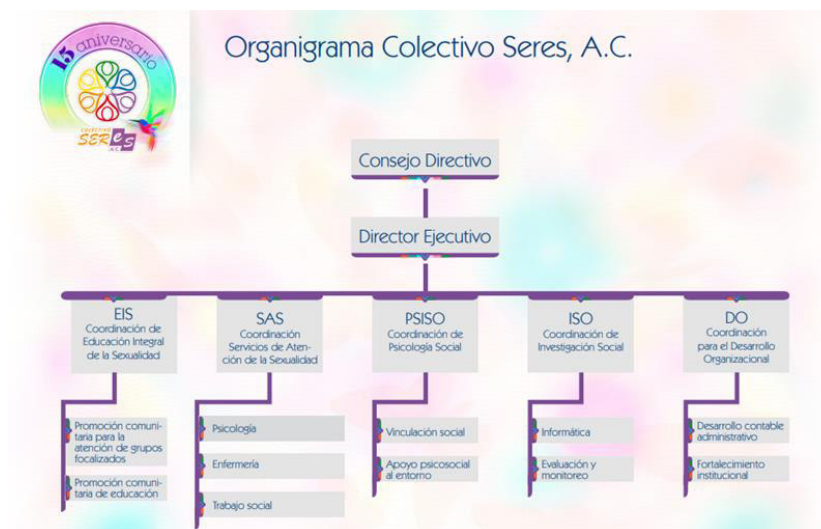 15 aniversario
Organigrama Colectivo Seres, A.C.
COLECTIVO
SERES
A.C.
Consejo Directivo
Director Ejecutivo
EIS
Coordinación de
Educación Integral
de la Sexualidad
SAS
Coordinación
Servicios de Aten-
ción de la Sexualidad
PSISO
Coordinación de
Psicología Social
ISO
Coordinación de
Investigación Social
DO
Coordinación
para el Desarrollo
Organizacional
Promoción comuni-
taria para la
atención de grupos
focalizados
Promoción comuni-
taria de educación
Psicología
Enfermería
Trabajo social
Vinculación social
Apoyo psicosocial
al entorno
Informática
Evaluación y
monitoreo
Desarrollo contable
administrativo
Fortalecimiento
institucional